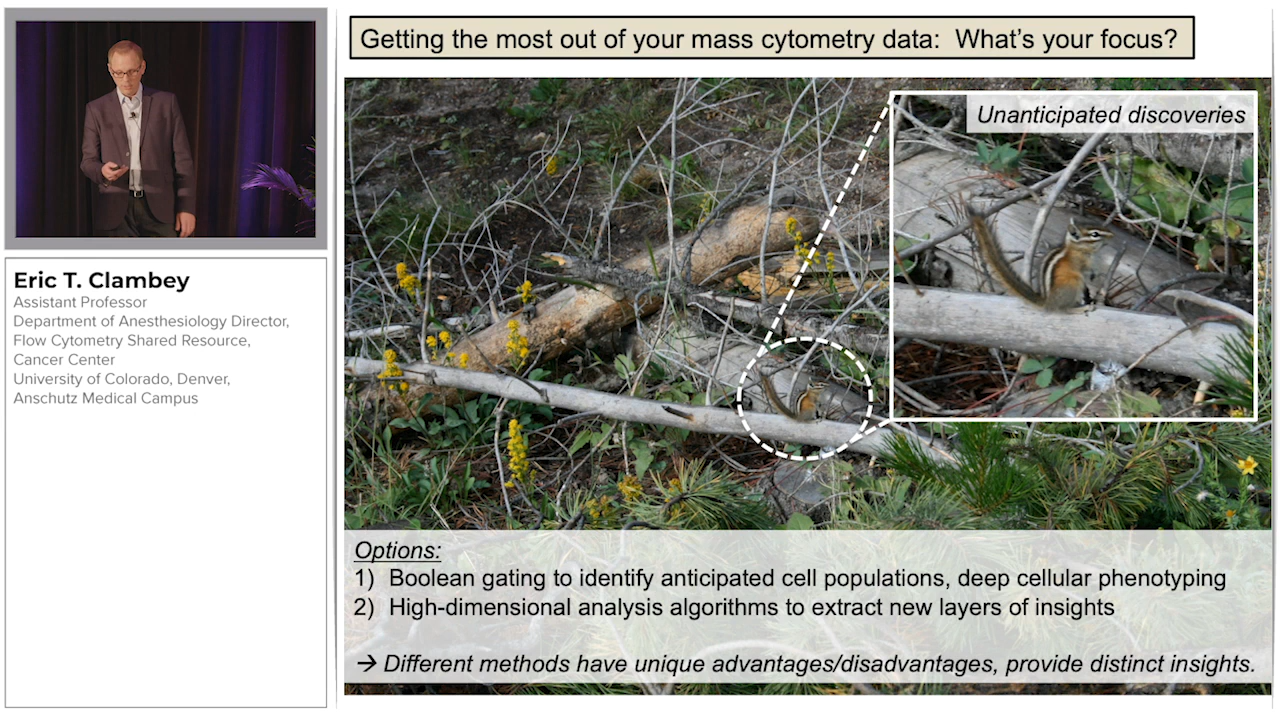 Getting the most out of your mass cytometry data:  What's your focus?
Unanticipated discoveries
Eric T. Clambey
Assistant Professor
Department of Anesthesiology Director,
Flow Cytometry Shared Resource,
Cancer Center
University of Colorado, Denver,
Anschutz Medical Campus
Options:
1) Boolean gating to identify anticipated cell populations, deep cellular phenotyping
2) High-dimensional analysis algorithms to extract new layers of insights
→ Different methods have unique advantages/disadvantages, provide distinct insights.